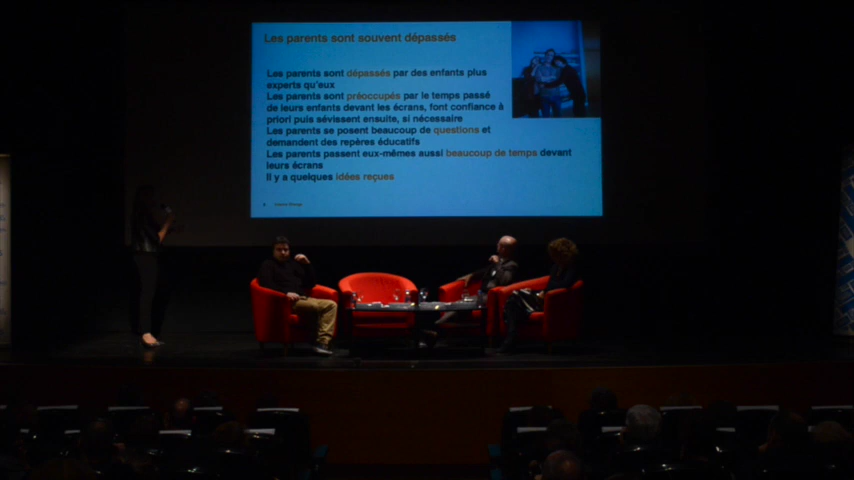 Les parents sont souvent dépassés
Les parents sont dépassés par des enfants plus
experts qu'eux
Les parents sont préoccupés par le temps passé
de leurs enfants devant les écrans, font confiance à
priori puis sévissent ensuite, si nécessaire
Les parents se posent beaucoup de questions et
demandent des repères éducatifs
Les parents passent eux-mêmes aussi beaucoup de temps devant
leurs écrans
Il y a quelques idées reçues